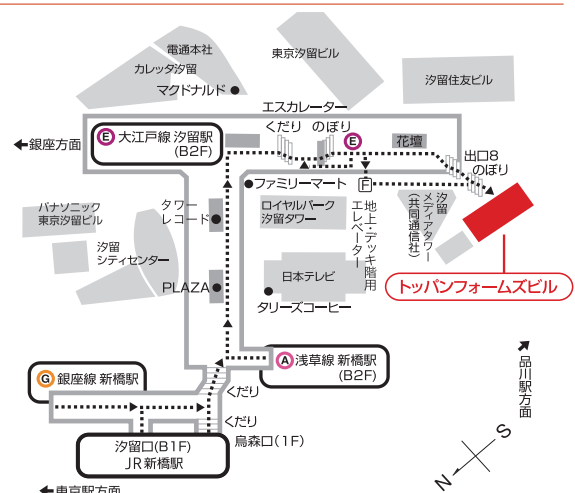 電通本社
カレッタ汐留
マクドナルド
東京汐留ビル
汐留住友ビル
エスカレーター
くだり のぼり
銀座方面
E 大江戸線 汐留駅
(B2F)
E
花壇
出口8
のぼり
F
ファミリーマート
パナソニック
東京汐留ビル
タワー
レコード
ロイヤルパーク
汐留タワー
地上・デッキ階用
エレベーター
汐留
メディアタワー
(共同通信社)
汐留
シティセンター
日本テレビ
トッパンフォームズビル
PLAZA
タリーズコーヒー
A 浅草線 新橋駅
(B2F)
品川駅方面
G 銀座線 新橋駅
くだり
くだり
烏森口(1F)
汐留口(B1F)
JR新橋駅
S
N
東京駅方面